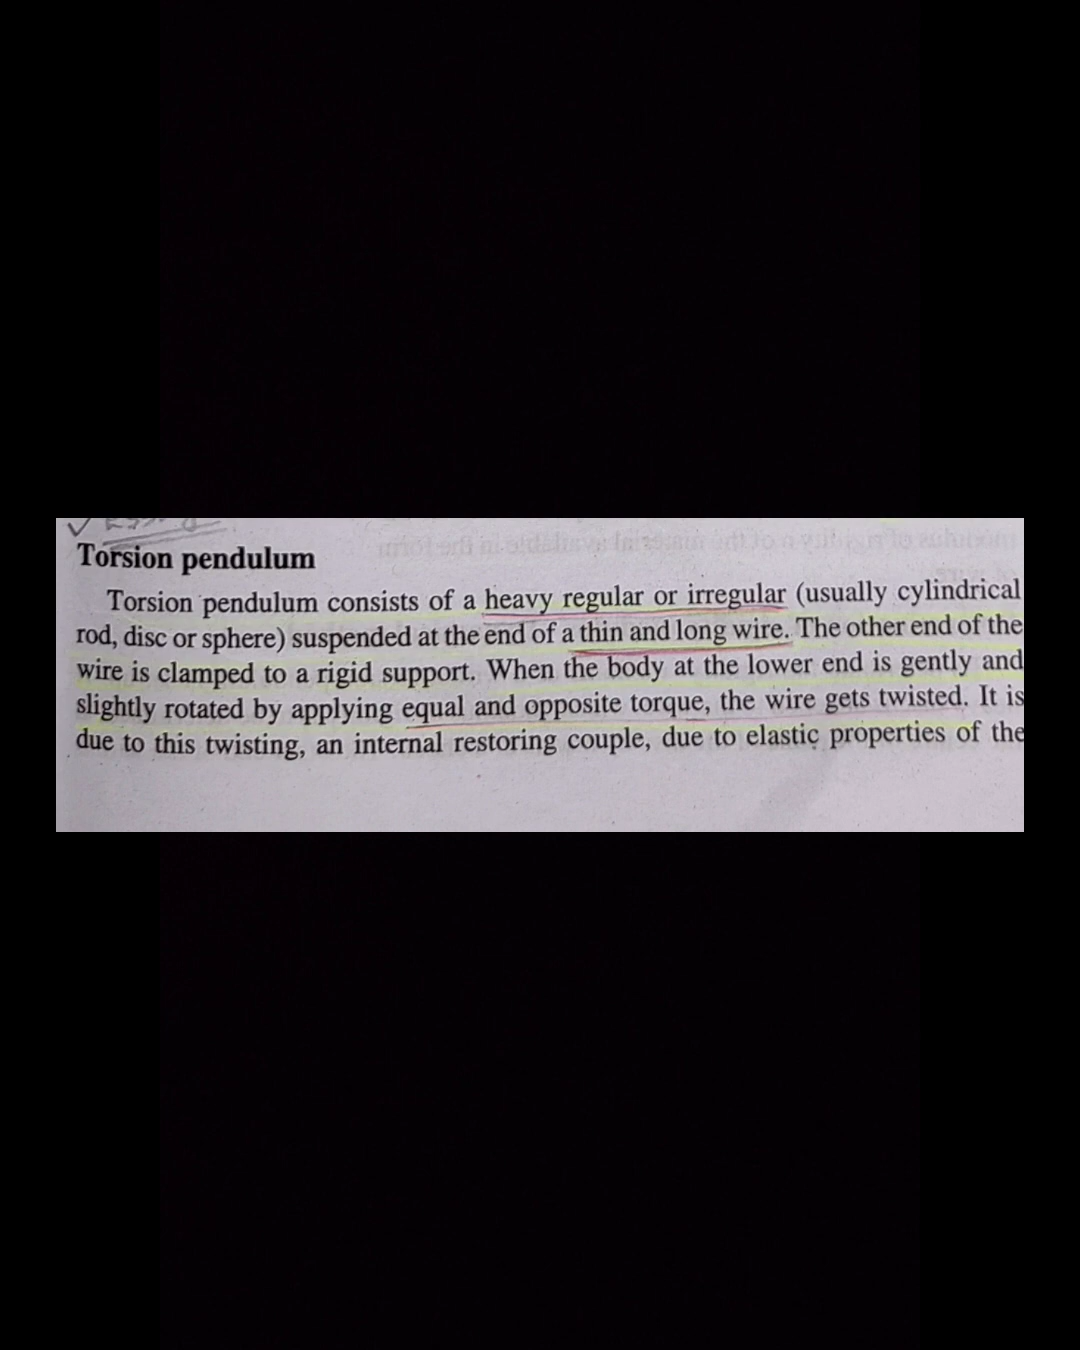 Torsion pendulum
Torsion pendulum consists of a heavy regular or irregular (usually cylindrical
rod, disc or sphere) suspended at the end of a thin and long wire. The other end of the
wire is clamped to a rigid support. When the body at the lower end is gently and
slightly rotated by applying equal and opposite torque, the wire gets twisted. It is
due to this twisting, an internal restoring couple, due to elastic properties of the